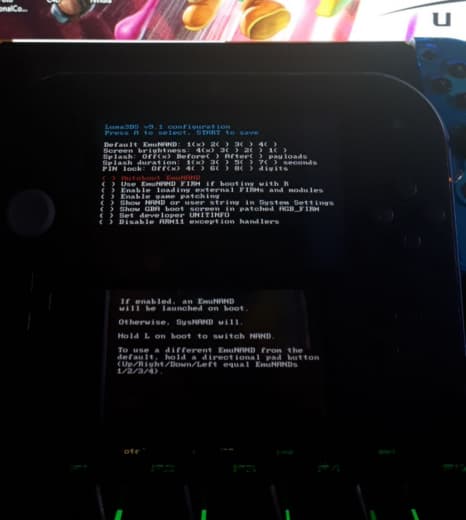 u
Luma3DS v9.1 configuration
Press A to select, START to save
Default EmuNAND: 1(x) 2( ) 3( ) 4( )
Screen brightness: 4(x) 3( ) 2( ) 1( )
Splash: Off(x) Before( ) After( ) payloads
Splash duration: 1(x) 3( ) 5( ) 7( ) seconds
PIN lock: Off(x) 4( ) 6( ) 8( ) digits
( ) Autoboot EmuNAND
( ) Use EmuNAND FIRM if booting with R
( ) Enable loading external FIRMs and modules
( ) Enable game patching
( ) Show NAND or user string in System Settings
( ) Show GBA boot screen in patched AGB_FIRM
( ) Set developer UNITINFO
( ) Disable ARM11 exception handlers
If enabled, an EmuNAND
will be launched on boot.
Otherwise, SysNAND will.
Hold L on boot to switch NAND.
To use a different EmuNAND from the
default, hold a directional pad button
(Up/Right/Down/Left equal EmuNANDs
1/2/3/4).